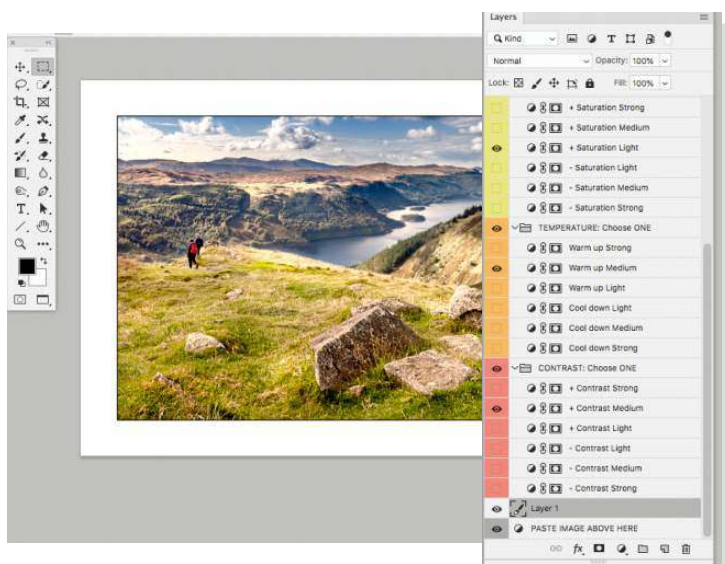 Layers
Kind
Normal Opacity: 100%
Lock: Fill: 100%
+ Saturation Strong
+ Saturation Medium
+ Saturation Light
- Saturation Light
- Saturation Medium
- Saturation Strong
TEMPERATURE: Choose ONE
Warm up Strong
Warm up Medium
Warm up Light
Cool down Light
Cool down Medium
Cool down Strong
CONTRAST: Choose ONE
+ Contrast Strong
+ Contrast Medium
+ Contrast Light
- Contrast Light
- Contrast Medium
- Contrast Strong
Layer 1
PASTE IMAGE ABOVE HERE
fx